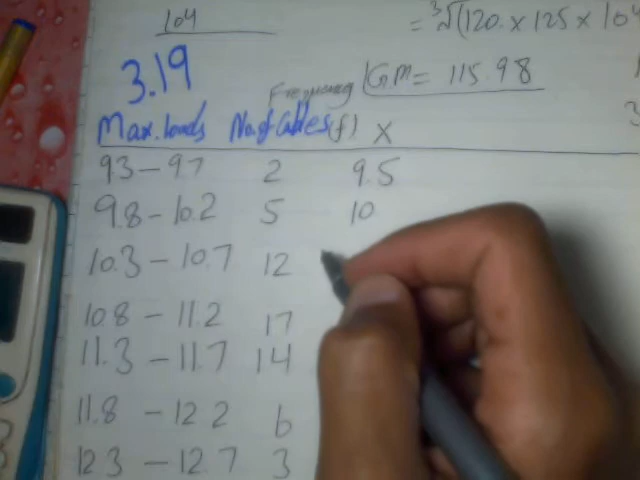 104
= ³√(120 × 125 × 104
3.19
GM = 115.98
Frequency
Max. loads No. of Cables (f) X
9.3 – 9.7 2 9.5
9.8 – 10.2 5 10
10.3 – 10.7 12
10.8 – 11.2 17
11.3 – 11.7 14
11.8 – 12.2 6
12.3 – 12.7 3